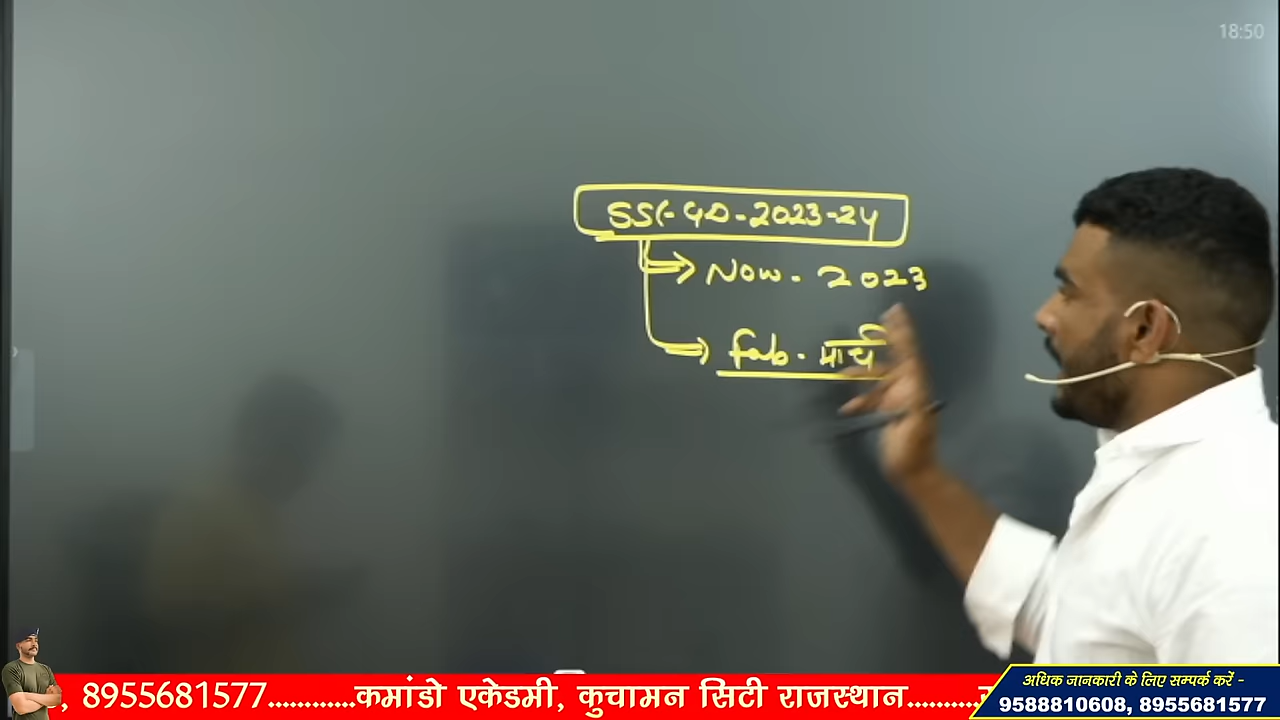 18:50
SSC-GD-2023-24
Now. 2023
fab. मार्च
, 8955681577............कमांडो एकेडमी, कुचामन सिटी राजस्थान..........
अधिक जानकारी के लिए सम्पर्क करें -
9588810608, 8955681577